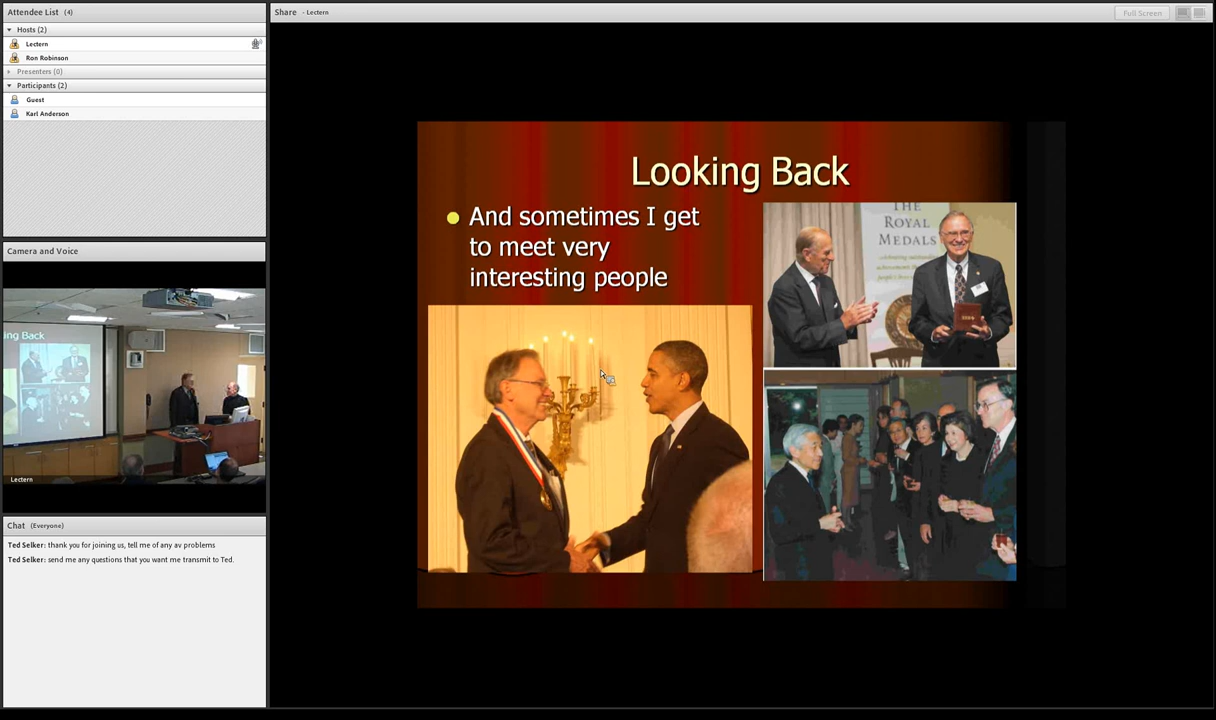 Attendee List (4)
Hosts (2)
Lectern
Ron Robinson
Presenters (0)
Participants (2)
Guest
Karl Anderson
Camera and Voice
ing Back
Lectern
Chat (Everyone)
Ted Selker: thank you for joining us, tell me of any av problems
Ted Selker: send me any questions that you want me transmit to Ted.
Share - Lectern
Full Screen
Looking Back
And sometimes I get
to meet very
interesting people
THE
ROYAL
MEDALS